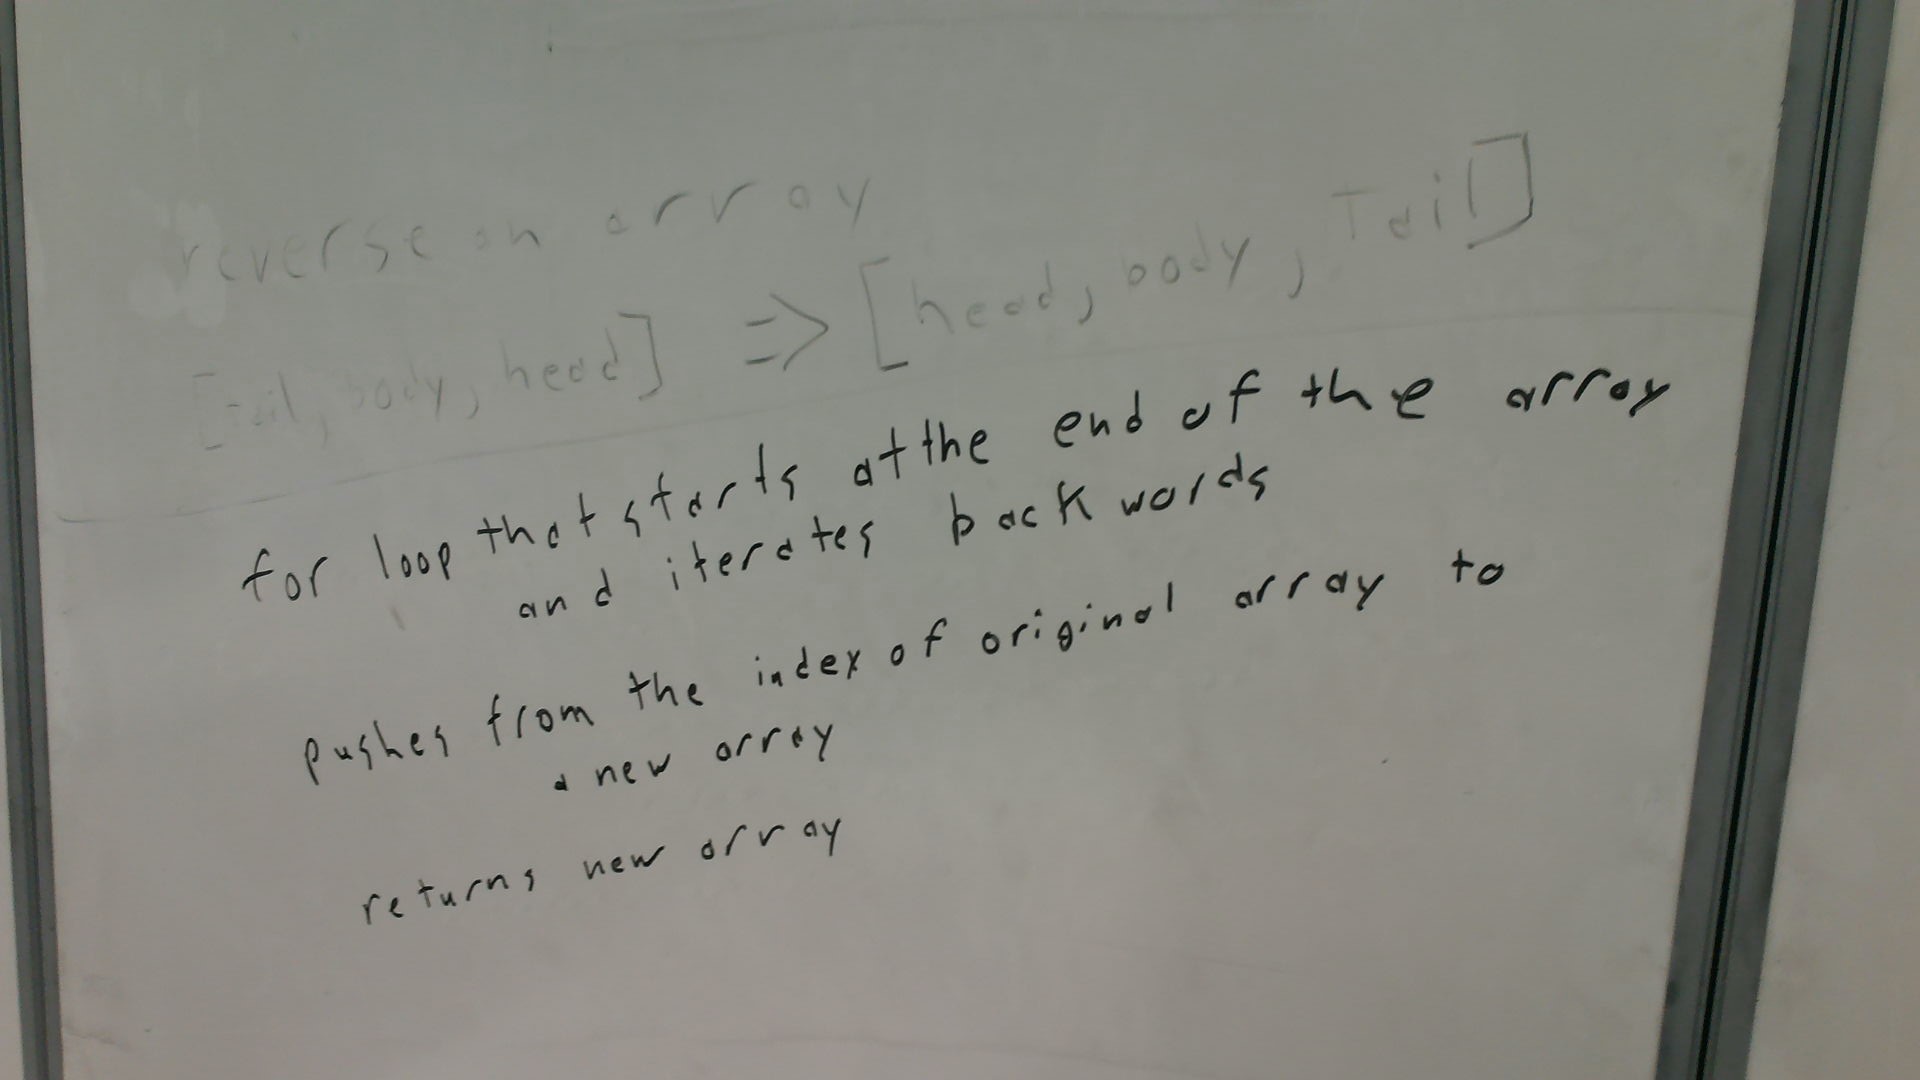 reverse an array
[tail, body, head] => [head, body, Tail]
for loop that starts at the end of the array
and iterates backwords
pushes from the index of original array to
a new array
returns new array